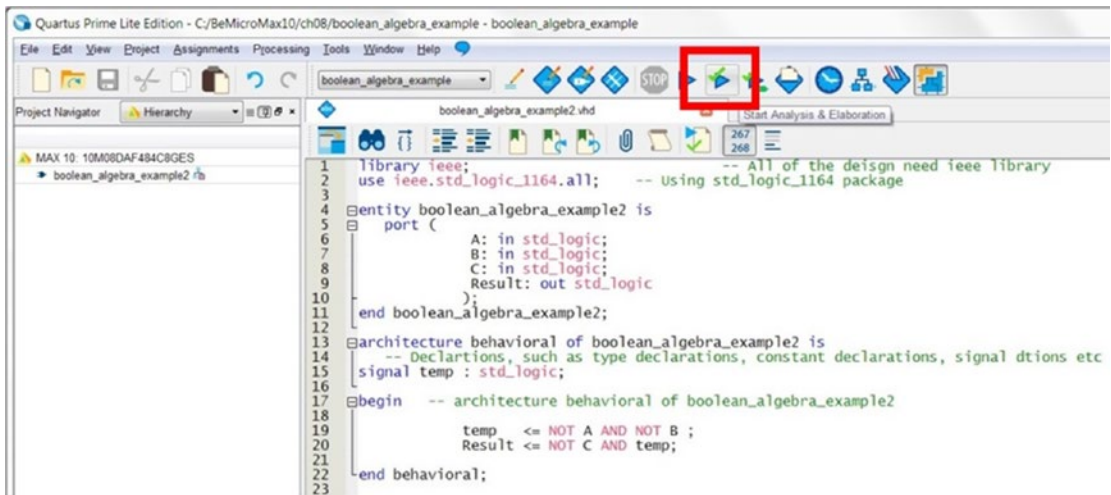 Quartus Prime Lite Edition - C:/BeMicroMax10/ch08/boolean_algebra_example - boolean_algebra_example
File Edit View Project Assignments Processing Tools Window Help
boolean_algebra_example STOP
Project Navigator Hierarchy boolean_algebra_example2.vhd Start Analysis & Elaboration
267
268
MAX 10: 10M08DAF484C8GES
boolean_algebra_example2
1 library ieee; -- All of the deisgn need ieee library
2 use ieee.std_logic_1164.all; -- Using std_logic_1164 package
3
4 entity boolean_algebra_example2 is
5 port (
6 A: in std_logic;
7 B: in std_logic;
8 C: in std_logic;
9 Result: out std_logic
10 );
11 end boolean_algebra_example2;
12
13 architecture behavioral of boolean_algebra_example2 is
14 -- Declartions, such as type declarations, constant declarations, signal dtions etc
15 signal temp : std_logic;
16
17 begin -- architecture behavioral of boolean_algebra_example2
18
19 temp <= NOT A AND NOT B ;
20 Result <= NOT C AND temp;
21
22 end behavioral;
23